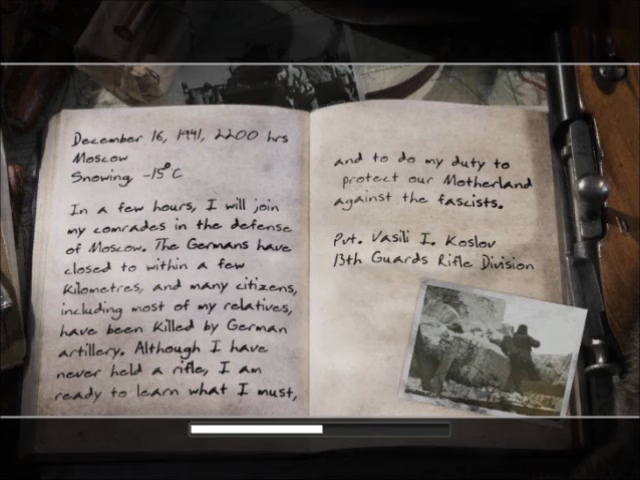 December 16, 1941, 2200 hrs
Moscow
Snowing, -15°C
In a few hours, I will join
my comrades in the defense
of Moscow. The Germans have
closed to within a few
Kilometres, and many citizens,
including most of my relatives,
have been killed by German
artillery. Although I have
never held a rifle, I am
ready to learn what I must,
and to do my duty to
protect our Motherland
against the fascists.
Pvt. Vasili I. Koslov
13th Guards Rifle Division